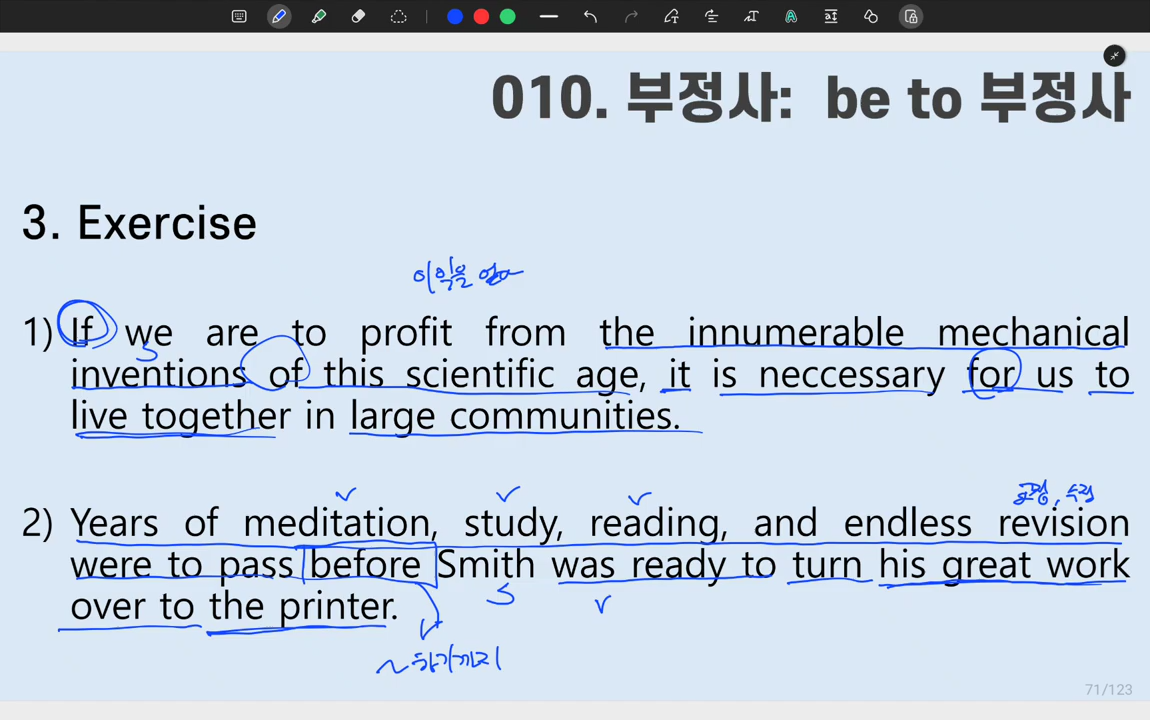 010. 부정사: be to 부정사
3. Exercise
이익을 얻다
1) If we are to profit from the innumerable mechanical
S
inventions of this scientific age, it is neccessary for us to
live together in large communities.
교정, 수정
2) Years of meditation, study, reading, and endless revision
were to pass before Smith was ready to turn his great work
S V
over to the printer.
~하기까지
71/123